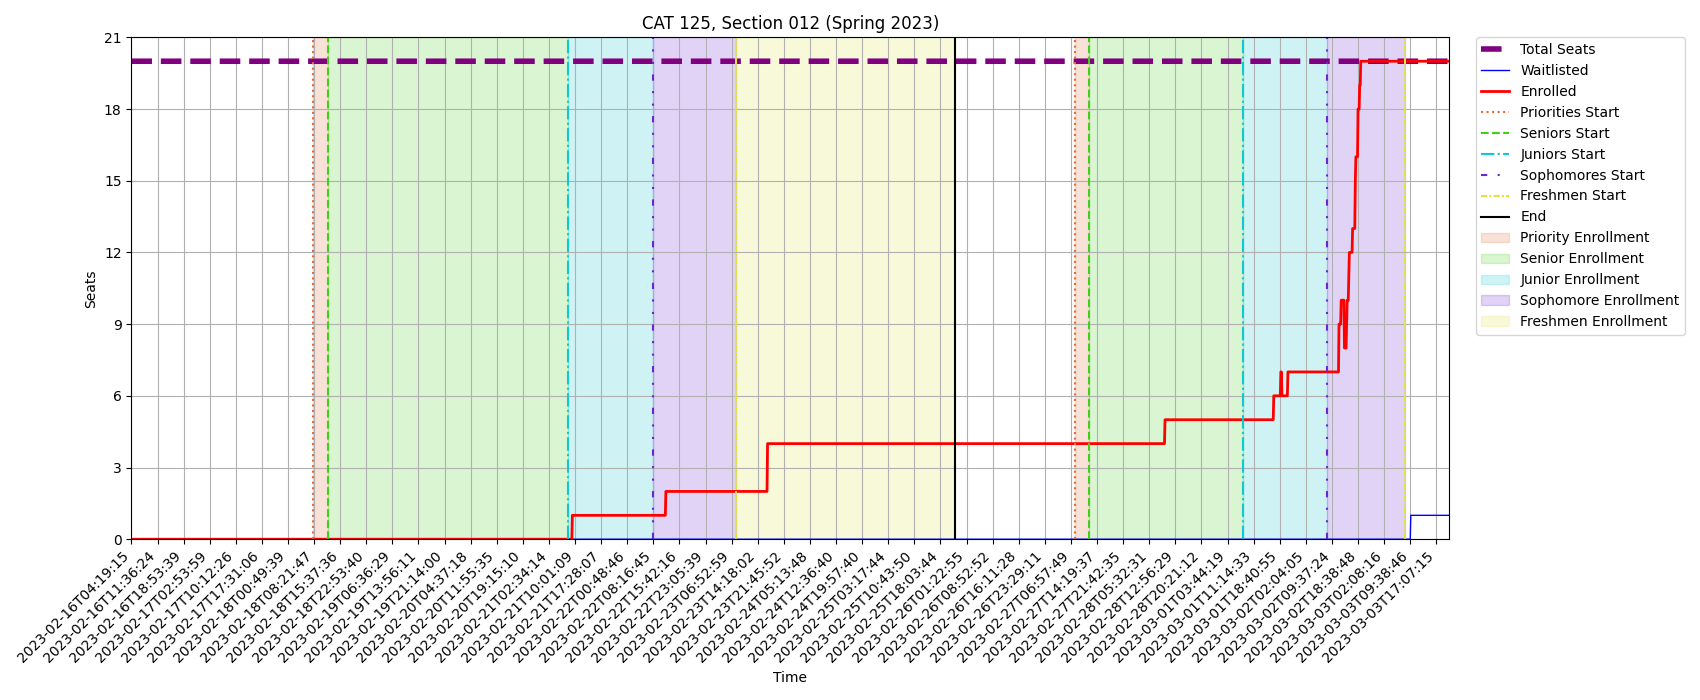 CAT 125, Section 012 (Spring 2023)
21
18
15
12
9
6
3
0
Seats
2023-02-16T04:19:15
2023-02-16T11:36:24
2023-02-16T18:53:39
2023-02-17T02:53:59
2023-02-17T10:12:26
2023-02-17T17:31:06
2023-02-18T00:49:39
2023-02-18T08:21:47
2023-02-18T15:37:36
2023-02-18T22:53:40
2023-02-19T06:36:29
2023-02-19T13:56:11
2023-02-19T21:14:00
2023-02-20T04:37:18
2023-02-20T11:55:35
2023-02-20T19:15:10
2023-02-21T02:34:14
2023-02-21T10:01:09
2023-02-21T17:28:07
2023-02-22T00:48:46
2023-02-22T08:16:45
2023-02-22T15:42:16
2023-02-22T23:05:39
2023-02-23T06:52:59
2023-02-23T14:18:02
2023-02-23T21:45:52
2023-02-24T05:13:48
2023-02-24T12:36:40
2023-02-24T19:57:40
2023-02-25T03:17:44
2023-02-25T10:43:50
2023-02-25T18:03:44
2023-02-26T01:22:55
2023-02-26T08:52:52
2023-02-26T16:11:28
2023-02-26T23:29:11
2023-02-27T06:57:49
2023-02-27T14:19:37
2023-02-27T21:42:35
2023-02-28T05:32:31
2023-02-28T12:56:29
2023-02-28T20:21:12
2023-03-01T03:44:19
2023-03-01T11:14:33
2023-03-01T18:40:55
2023-03-02T02:04:05
2023-03-02T09:37:24
2023-03-02T18:38:48
2023-03-03T02:08:16
2023-03-03T09:38:46
2023-03-03T17:07:15
Time
Total Seats
Waitlisted
Enrolled
Priorities Start
Seniors Start
Juniors Start
Sophomores Start
Freshmen Start
End
Priority Enrollment
Senior Enrollment
Junior Enrollment
Sophomore Enrollment
Freshmen Enrollment